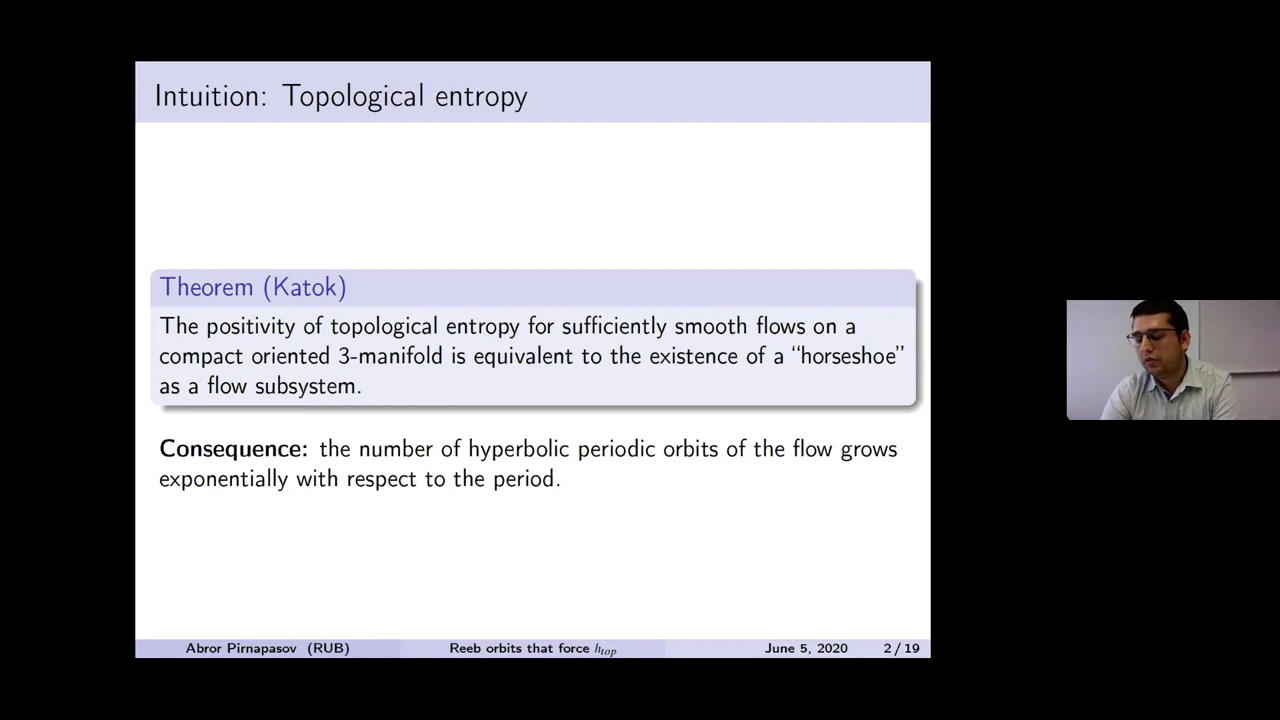 Intuition: Topological entropy
Theorem (Katok)
The positivity of topological entropy for sufficiently smooth flows on a
compact oriented 3-manifold is equivalent to the existence of a “horseshoe”
as a flow subsystem.
Consequence: the number of hyperbolic periodic orbits of the flow grows
exponentially with respect to the period.
Abror Pirnapasov (RUB) Reeb orbits that force h_top June 5, 2020 2 / 19